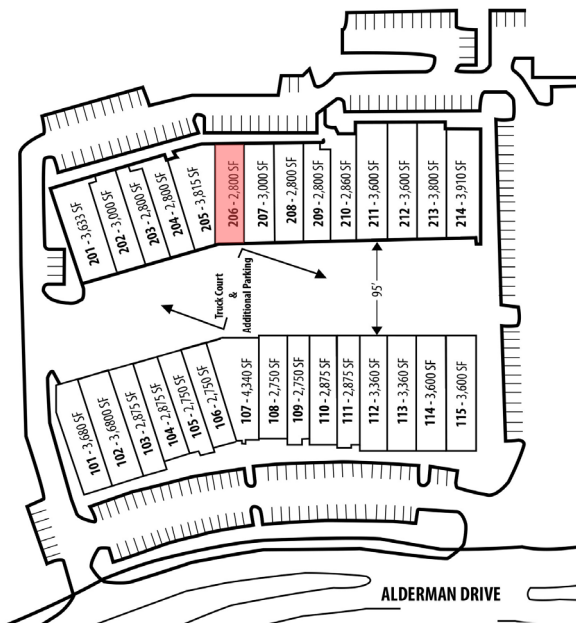 201 - 3,633 SF
202 - 3,000 SF
203 - 2,800 SF
204 - 2,800 SF
205 - 3,815 SF
206 - 2,800 SF
207 - 3,000 SF
208 - 2,800 SF
209 - 2,800 SF
210 - 2,860 SF
211 - 3,600 SF
212 - 3,600 SF
213 - 3,800 SF
214 - 3,910 SF
Truck Court
&
Additional Parking
95'
101 - 3,680 SF
102 - 3,6800 SF
103 - 2,875 SF
104 - 2,875 SF
105 - 2,750 SF
106 - 2,750 SF
107 - 4,340 SF
108 - 2,750 SF
109 - 2,750 SF
110 - 2,875 SF
111 - 2,875 SF
112 - 3,360 SF
113 - 3,360 SF
114 - 3,600 SF
115 - 3,600 SF
ALDERMAN DRIVE